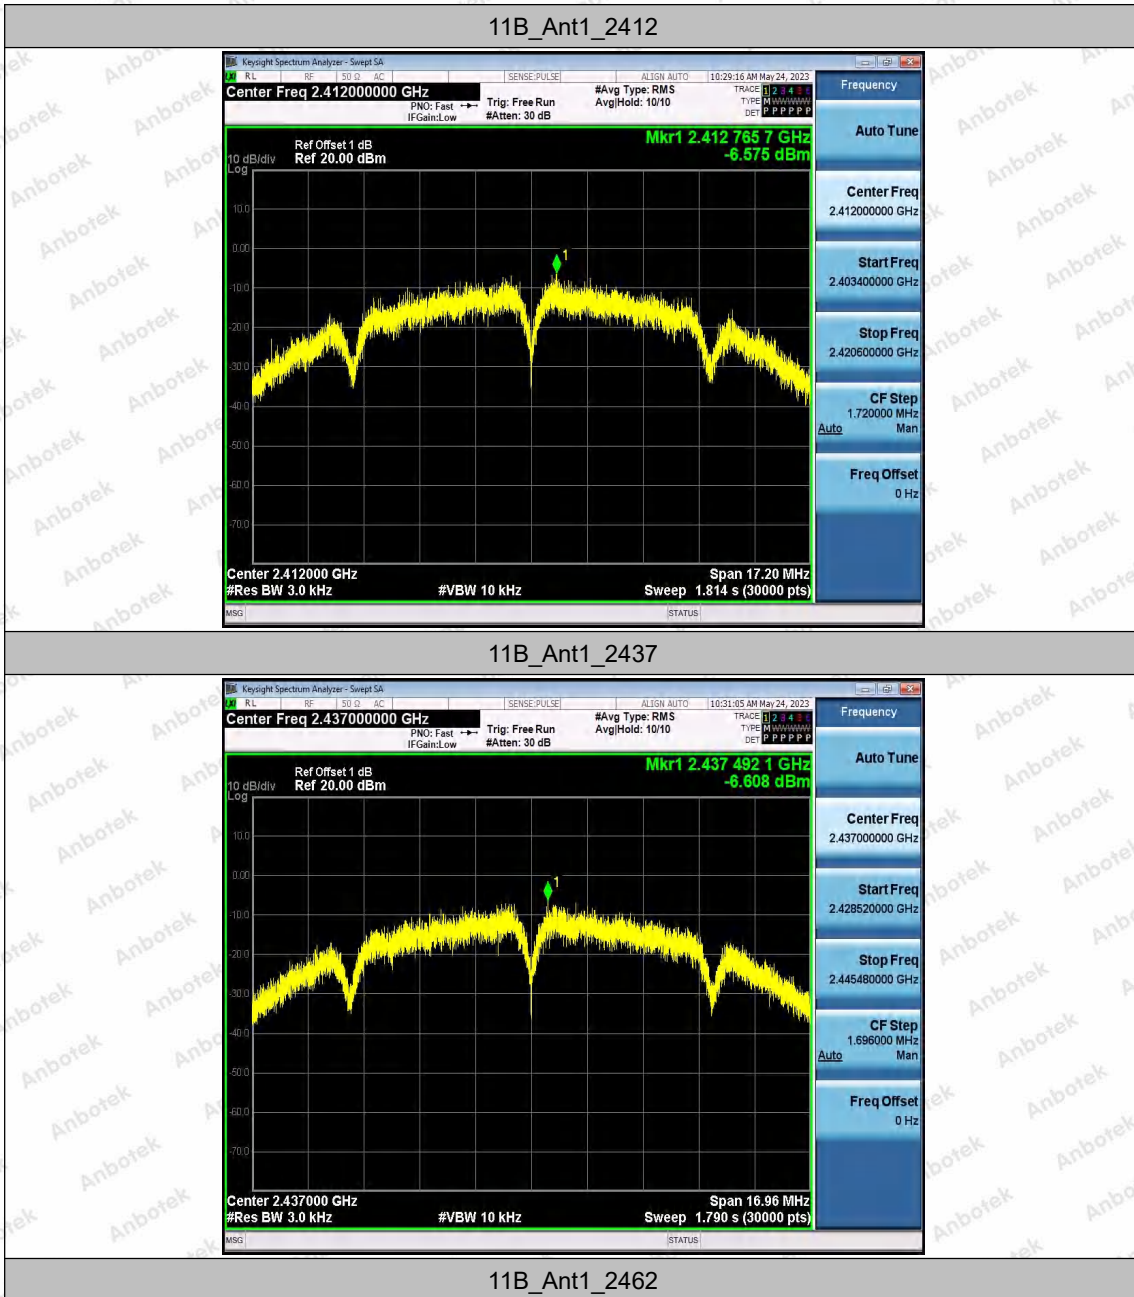 11B_Ant1_2412
Keysight Spectrum Analyzer - Swept SA
RL RF 50 Ω AC SENSE:PULSE ALIGN AUTO 10:29:16 AM May 24, 2023
Center Freq 2.412000000 GHz #Avg Type: RMS TRACE 1 2 3 4 5 6
PNO: Fast Trig: Free Run Avg|Hold: 10/10 TYPE M WWWWW
IFGain:Low #Atten: 30 dB DET P P P P P P
Frequency
Mkr1 2.412 765 7 GHz
-6.575 dBm
Ref Offset 1 dB
10 dB/div Ref 20.00 dBm
Log
10.0
0.00
-10.0
-20.0
-30.0
-40.0
-50.0
-60.0
-70.0
1
Center 2.412000 GHz Span 17.20 MHz
#Res BW 3.0 kHz #VBW 10 kHz Sweep 1.814 s (30000 pts)
MSG STATUS
Auto Tune
Center Freq
2.412000000 GHz
Start Freq
2.403400000 GHz
Stop Freq
2.420600000 GHz
CF Step
1.720000 MHz
Auto Man
Freq Offset
0 Hz
11B_Ant1_2437
Keysight Spectrum Analyzer - Swept SA
RL RF 50 Ω AC SENSE:PULSE ALIGN AUTO 10:31:05 AM May 24, 2023
Center Freq 2.437000000 GHz #Avg Type: RMS TRACE 1 2 3 4 5 6
PNO: Fast Trig: Free Run Avg|Hold: 10/10 TYPE M WWWWW
IFGain:Low #Atten: 30 dB DET P P P P P P
Frequency
Mkr1 2.437 492 1 GHz
-6.608 dBm
Ref Offset 1 dB
10 dB/div Ref 20.00 dBm
Log
10.0
0.00
-10.0
-20.0
-30.0
-40.0
-50.0
-60.0
-70.0
1
Center 2.437000 GHz Span 16.96 MHz
#Res BW 3.0 kHz #VBW 10 kHz Sweep 1.790 s (30000 pts)
MSG STATUS
Auto Tune
Center Freq
2.437000000 GHz
Start Freq
2.428520000 GHz
Stop Freq
2.445480000 GHz
CF Step
1.696000 MHz
Auto Man
Freq Offset
0 Hz
11B_Ant1_2462
Anbotek